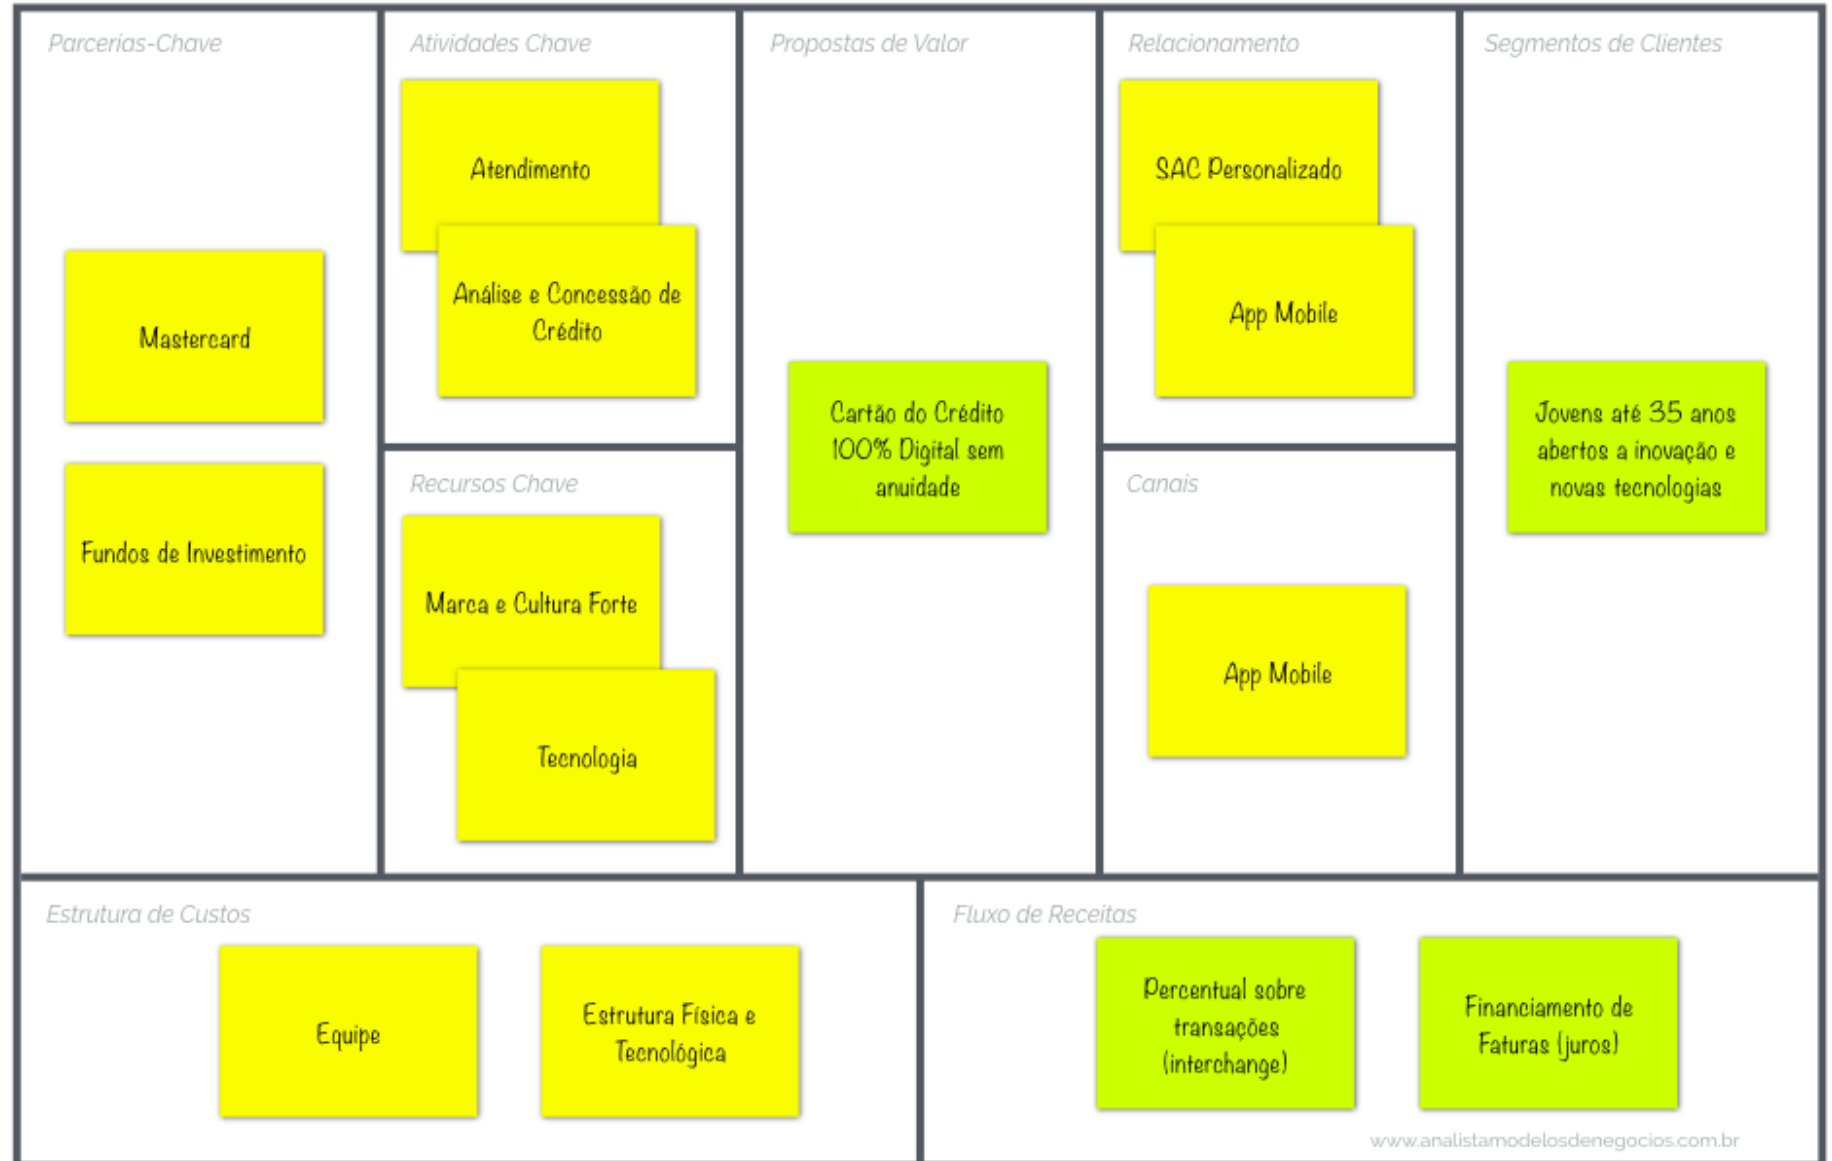 Parcerias-Chave
Mastercard
Fundos de Investimento
Atividades Chave
Atendimento
Análise e Concessão de
Crédito
Recursos Chave
Marca e Cultura Forte
Tecnologia
Propostas de Valor
Cartão do Crédito
100% Digital sem
anuidade
Relacionamento
SAC Personalizado
App Mobile
Canais
App Mobile
Segmentos de Clientes
Jovens até 35 anos
abertos a inovação e
novas tecnologias
Estrutura de Custos
Equipe
Estrutura Física e
Tecnológica
Fluxo de Receitas
Percentual sobre
transações
(interchange)
Financiamento de
Faturas (juros)
www.analistamodelosdenegocios.com.br